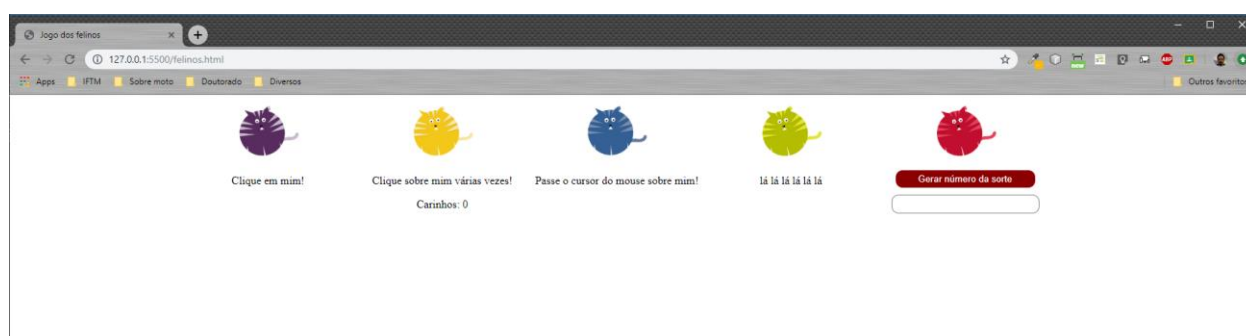 Jogo dos felinos
127.0.0.1:5500/felinos.html
Apps IFTM Sobre moto Doutorado Diversos Outros favoritos
Clique em mim! Clique sobre mim várias vezes! Passe o cursor do mouse sobre mim! lá lá lá lá lá lá Gerar número da sorte
Carinhos: 0